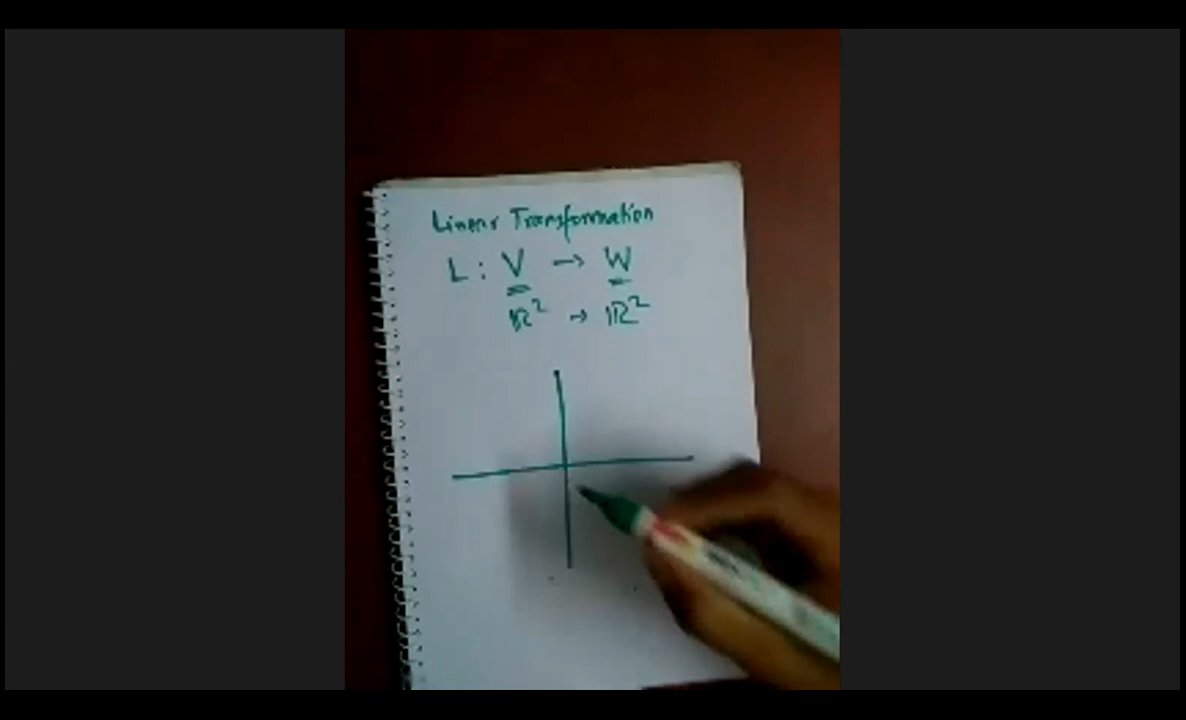 Linear Transformation
L : V → W
ℝ² → ℝ²